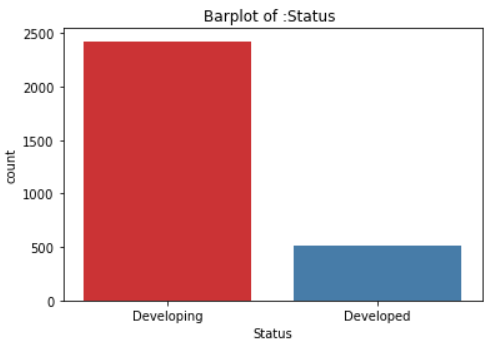 Barplot of :Status
2500
2000
1500
1000
500
0
count
Developing
Developed
Status